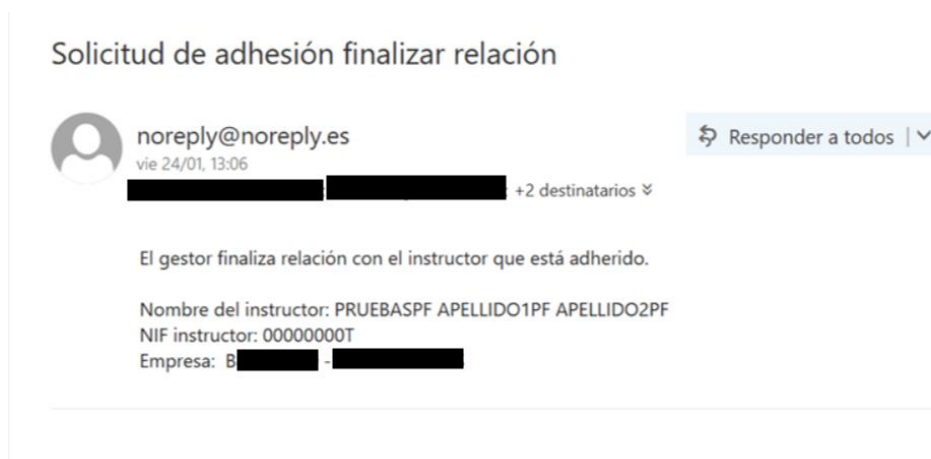 Solicitud de adhesión finalizar relación
noreply@noreply.es
Responder a todos
vie 24/01, 13:06
+2 destinatarios
El gestor finaliza relación con el instructor que está adherido.
Nombre del instructor: PRUEBASPF APELLIDO1PF APELLIDO2PF
NIF instructor: 00000000T
Empresa: B -